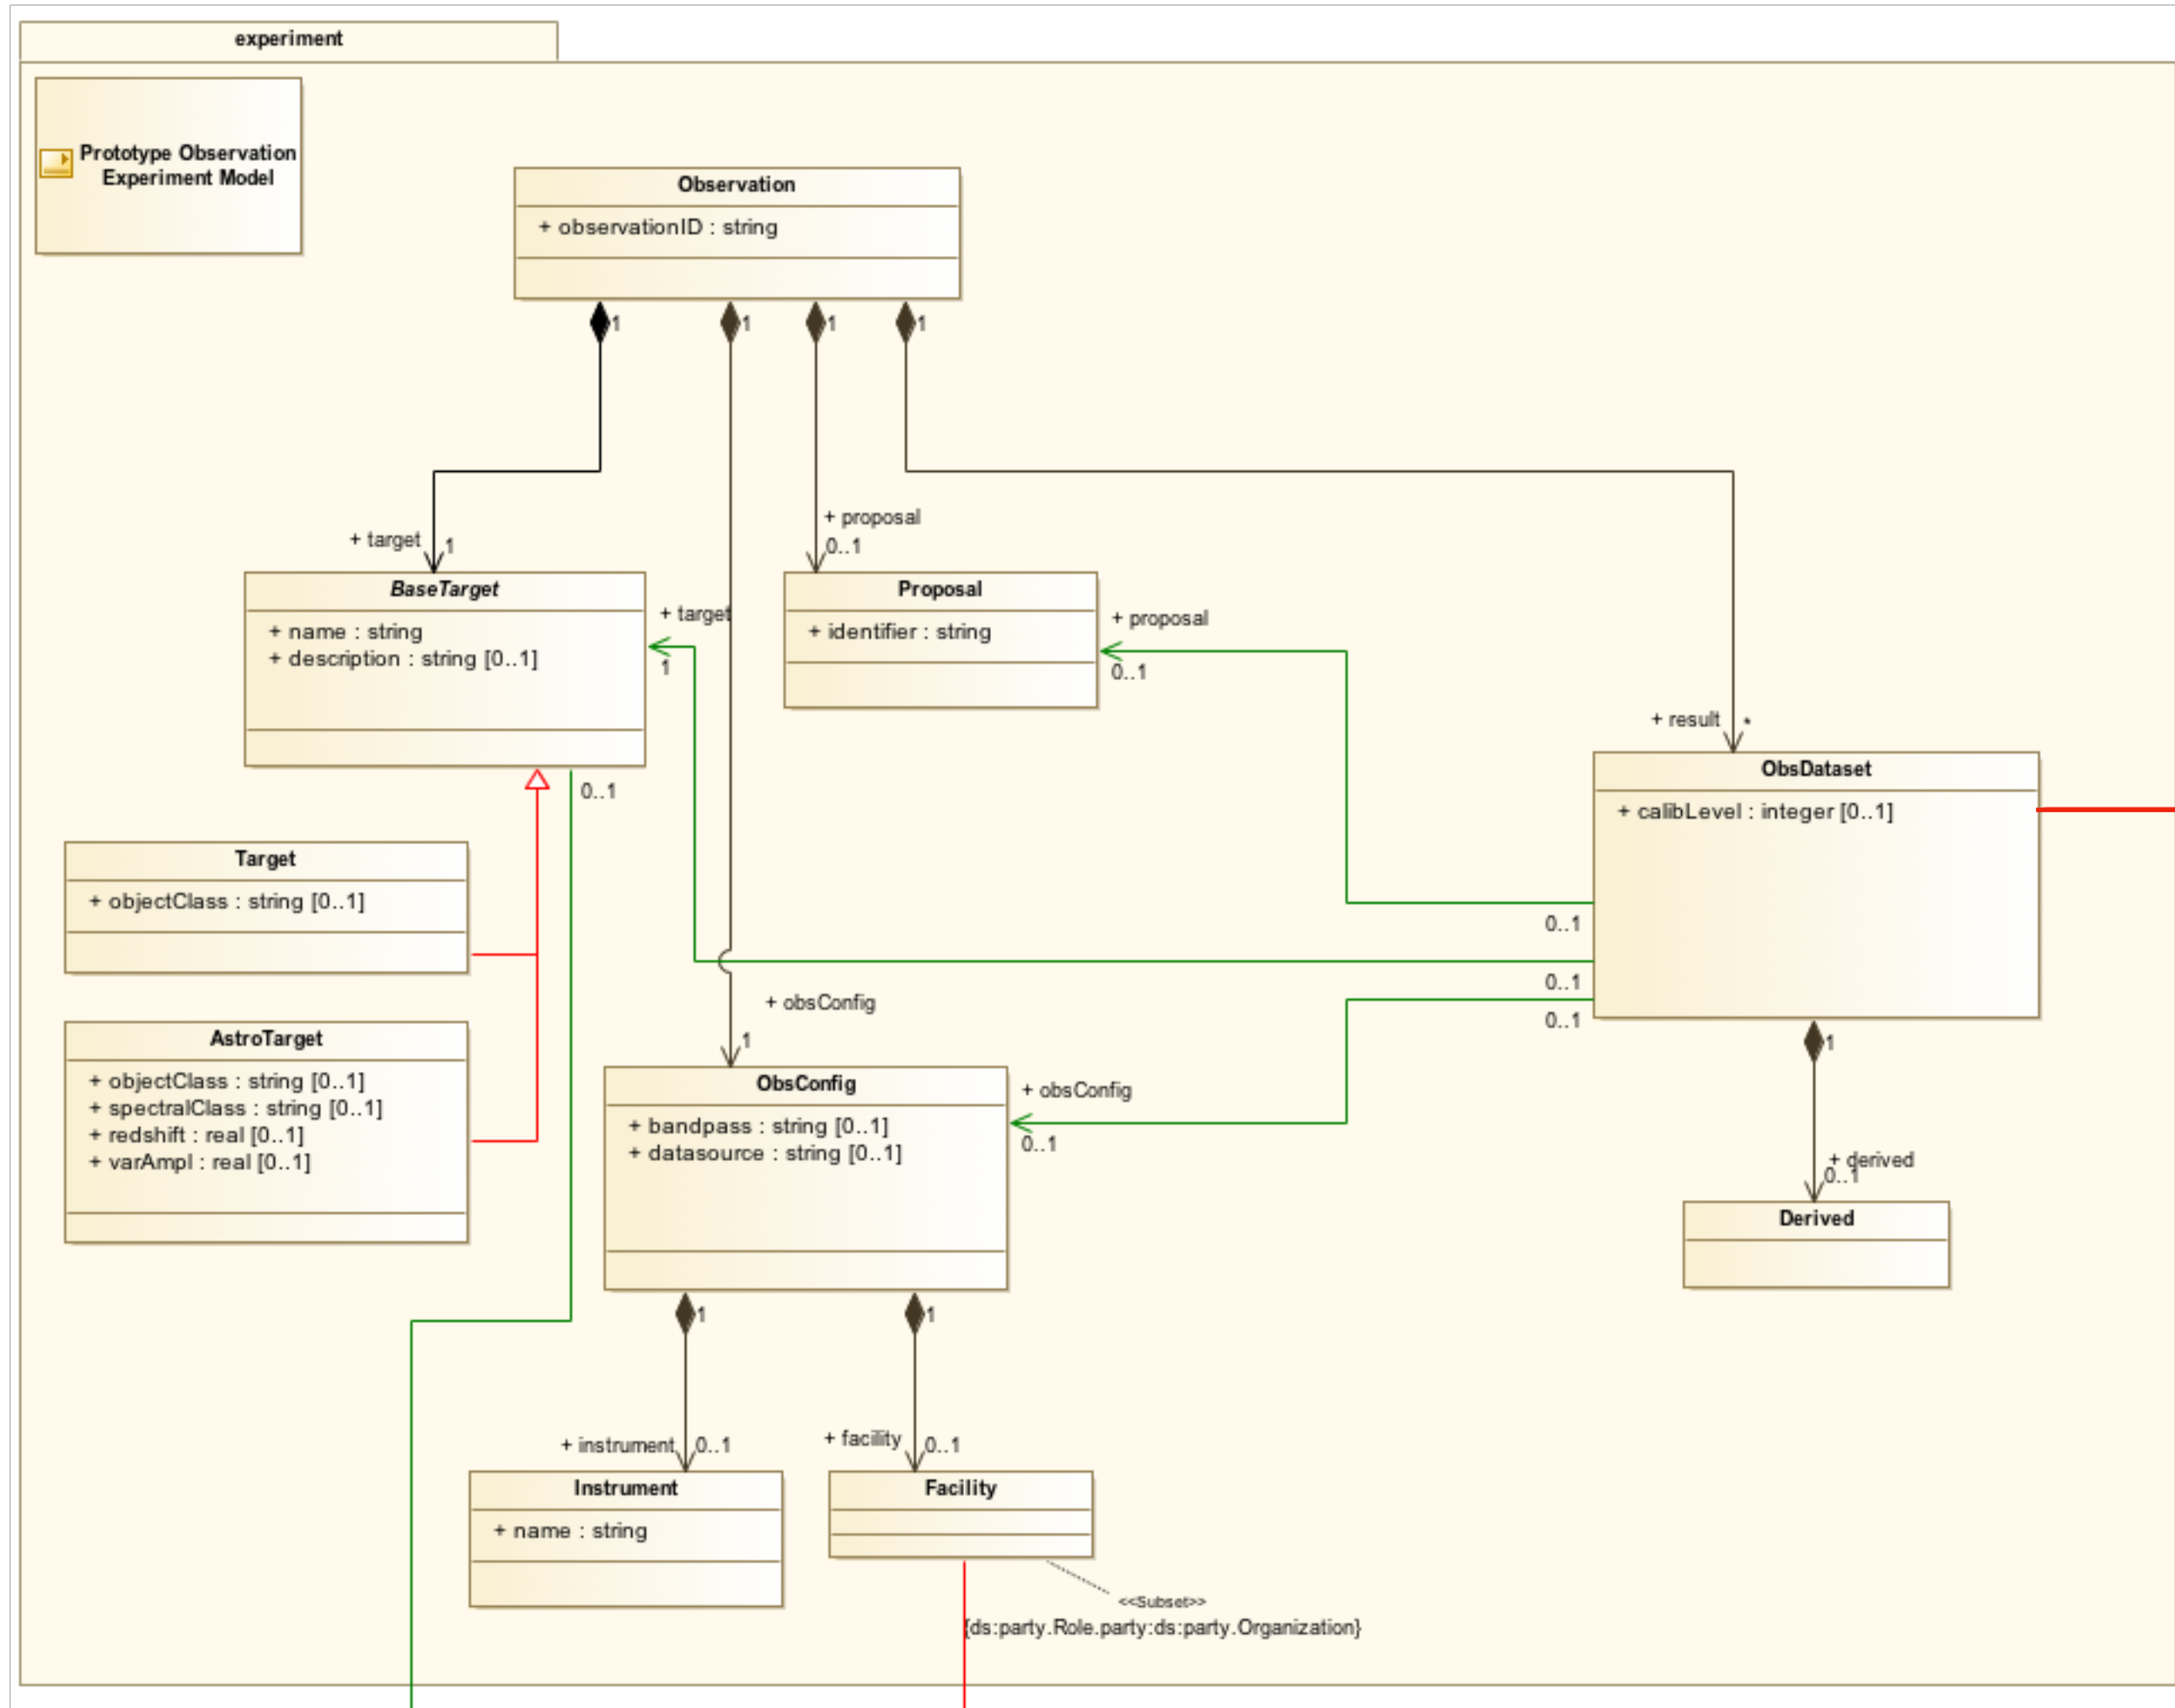 experiment
Prototype Observation
Experiment Model
Observation
+ observationID : string
1
1
1
1
+ target
1
+ proposal
0..1
+ result
*
BaseTarget
+ name : string
+ description : string [0..1]
+ target
1
Proposal
+ identifier : string
+ proposal
0..1
ObsDataset
+ calibLevel : integer [0..1]
0..1
0..1
0..1
0..1
Target
+ objectClass : string [0..1]
AstroTarget
+ objectClass : string [0..1]
+ spectralClass : string [0..1]
+ redshift : real [0..1]
+ varAmpl : real [0..1]
+ obsConfig
1
ObsConfig
+ bandpass : string [0..1]
+ datasource : string [0..1]
+ obsConfig
0..1
1
+ derived
0..1
Derived
1
1
+ instrument
0..1
+ facility
0..1
Instrument
+ name : string
Facility
<<Subset>>
{ds:party.Role.party:ds:party.Organization}